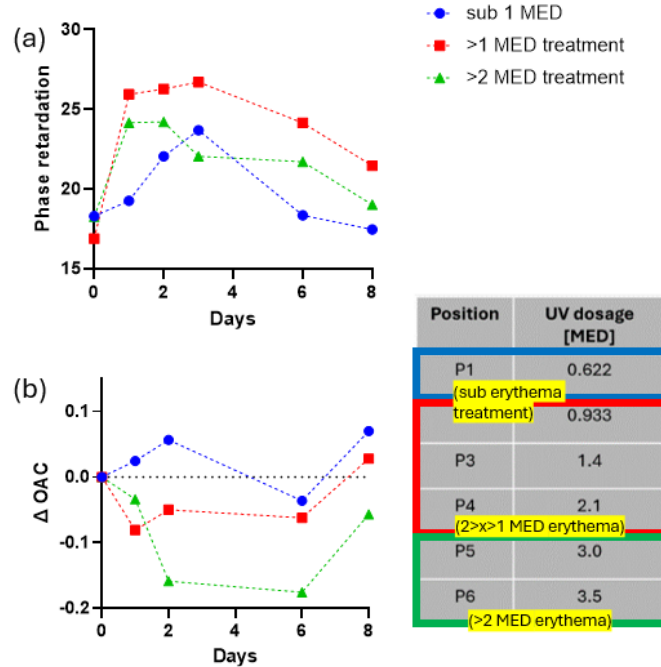 (a)
sub 1 MED
>1 MED treatment
>2 MED treatment
Phase retardation
30
25
20
15
0 2 4 6 8
Days
(b)
Δ OAC
0.1
0.0
-0.1
-0.2
0 2 4 6 8
Days
Position UV dosage
[MED]
P1 0.622
(sub erythema
treatment)
0.933
P3 1.4
P4 2.1
(2>x>1 MED erythema)
P5 3.0
P6 3.5
(>2 MED erythema)